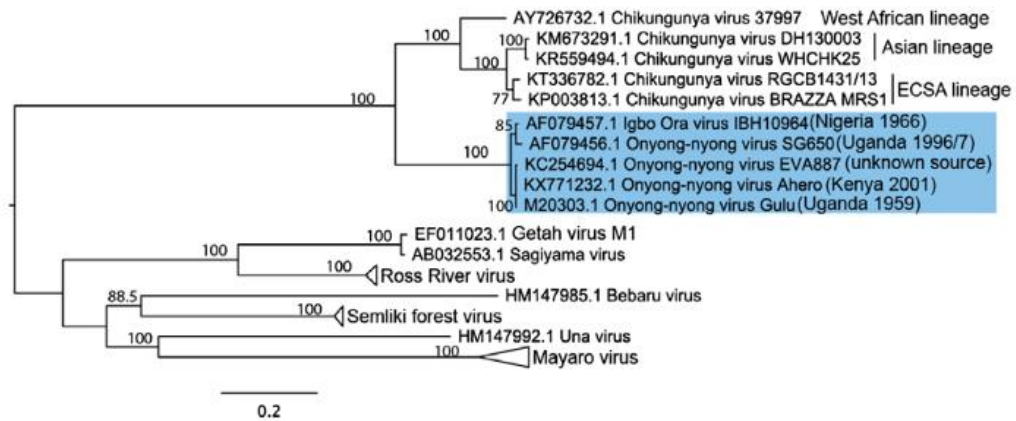 100 AY726732.1 Chikungunya virus 37997 West African lineage
100 KM673291.1 Chikungunya virus DH130003
Asian lineage
100 KR559494.1 Chikungunya virus WHCHK25
KT336782.1 Chikungunya virus RGCB1431/13
ECSA lineage
77 KP003813.1 Chikungunya virus BRAZZA MRS1
100
85 AF079457.1 Igbo Ora virus IBH10964(Nigeria 1966)
AF079456.1 Onyong-nyong virus SG650(Uganda 1996/7)
100 KC254694.1 Onyong-nyong virus EVA887 (unknown source)
KX771232.1 Onyong-nyong virus Ahero(Kenya 2001)
100 M20303.1 Onyong-nyong virus Gulu(Uganda 1959)
100 100 EF011023.1 Getah virus M1
AB032553.1 Sagiyama virus
100 Ross River virus
88.5 HM147985.1 Bebaru virus
100 Semliki forest virus
100 HM147992.1 Una virus
100 Mayaro virus
0.2